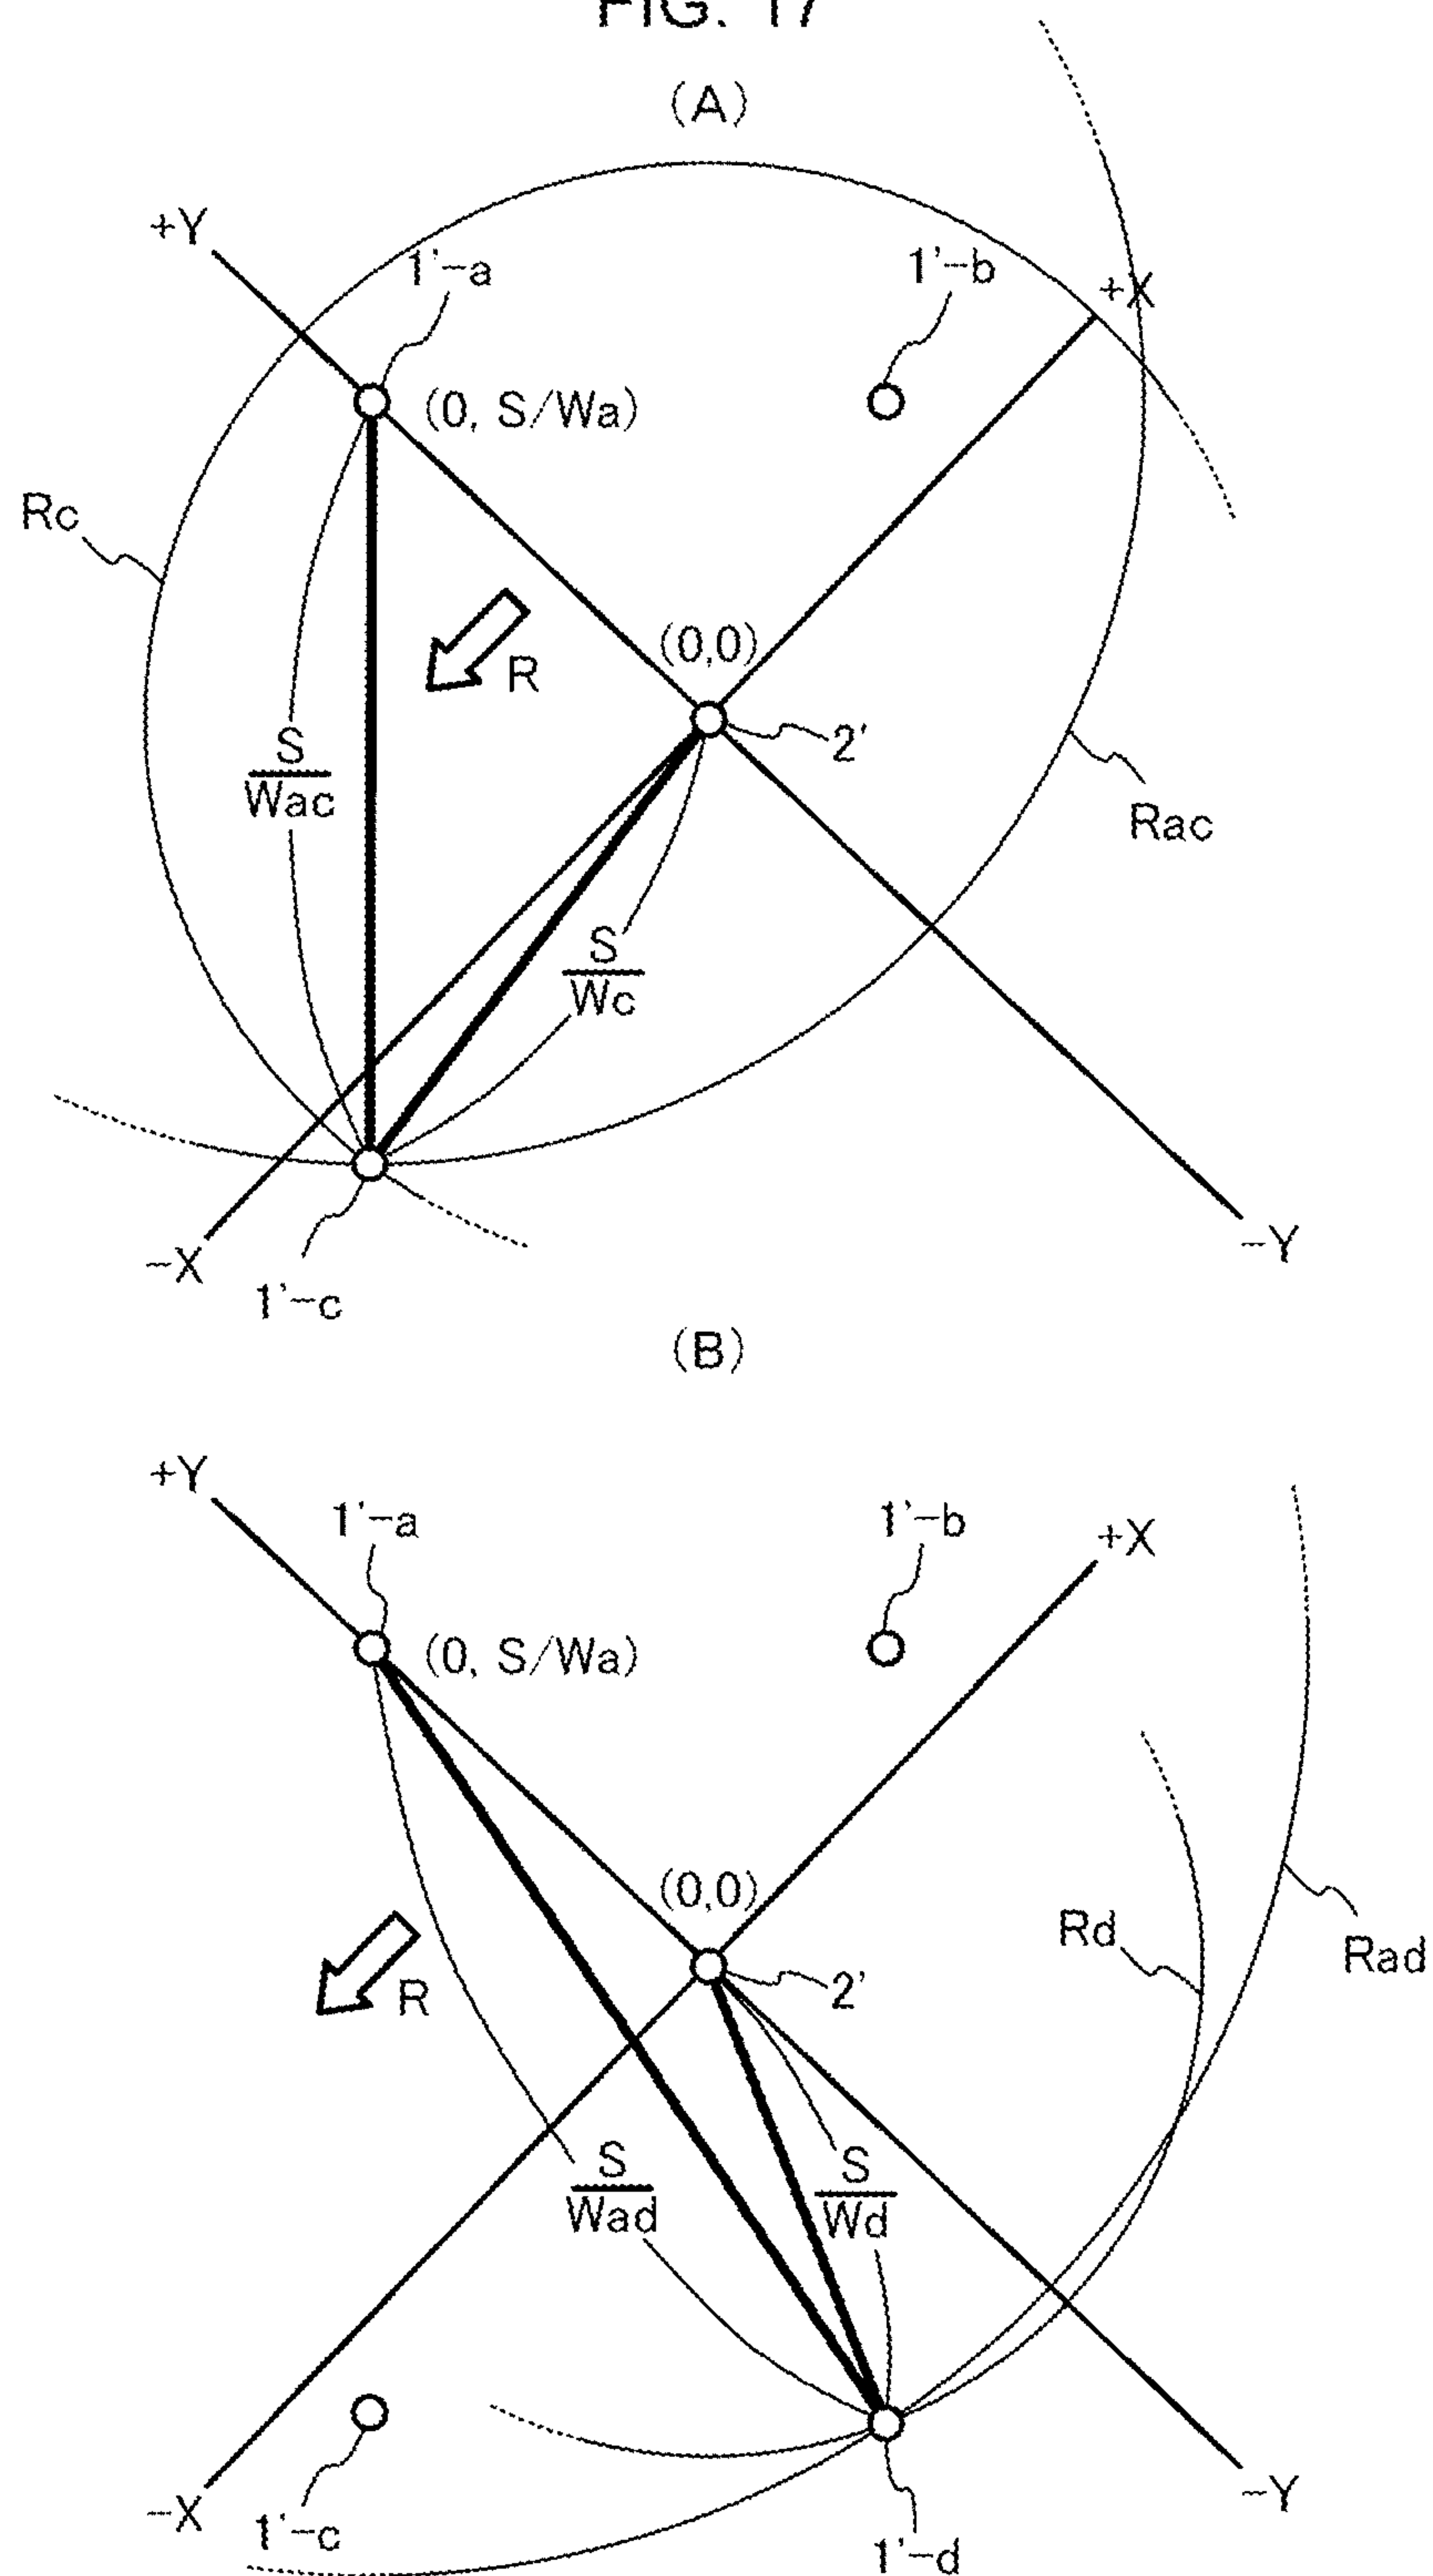 FIG. 17
(A)
+Y
1'-a
1'-b
+X
(0, S/Wa)
Rc
(0,0)
R
2'
S
Wac
Rac
S
Wc
-X
-Y
1'-c
(B)
+Y
1'-a
1'-b
+X
(0, S/Wa)
(0,0)
Rd
Rad
R
2'
S
Wad
S
Wd
-X
-Y
1'-c
1'-d